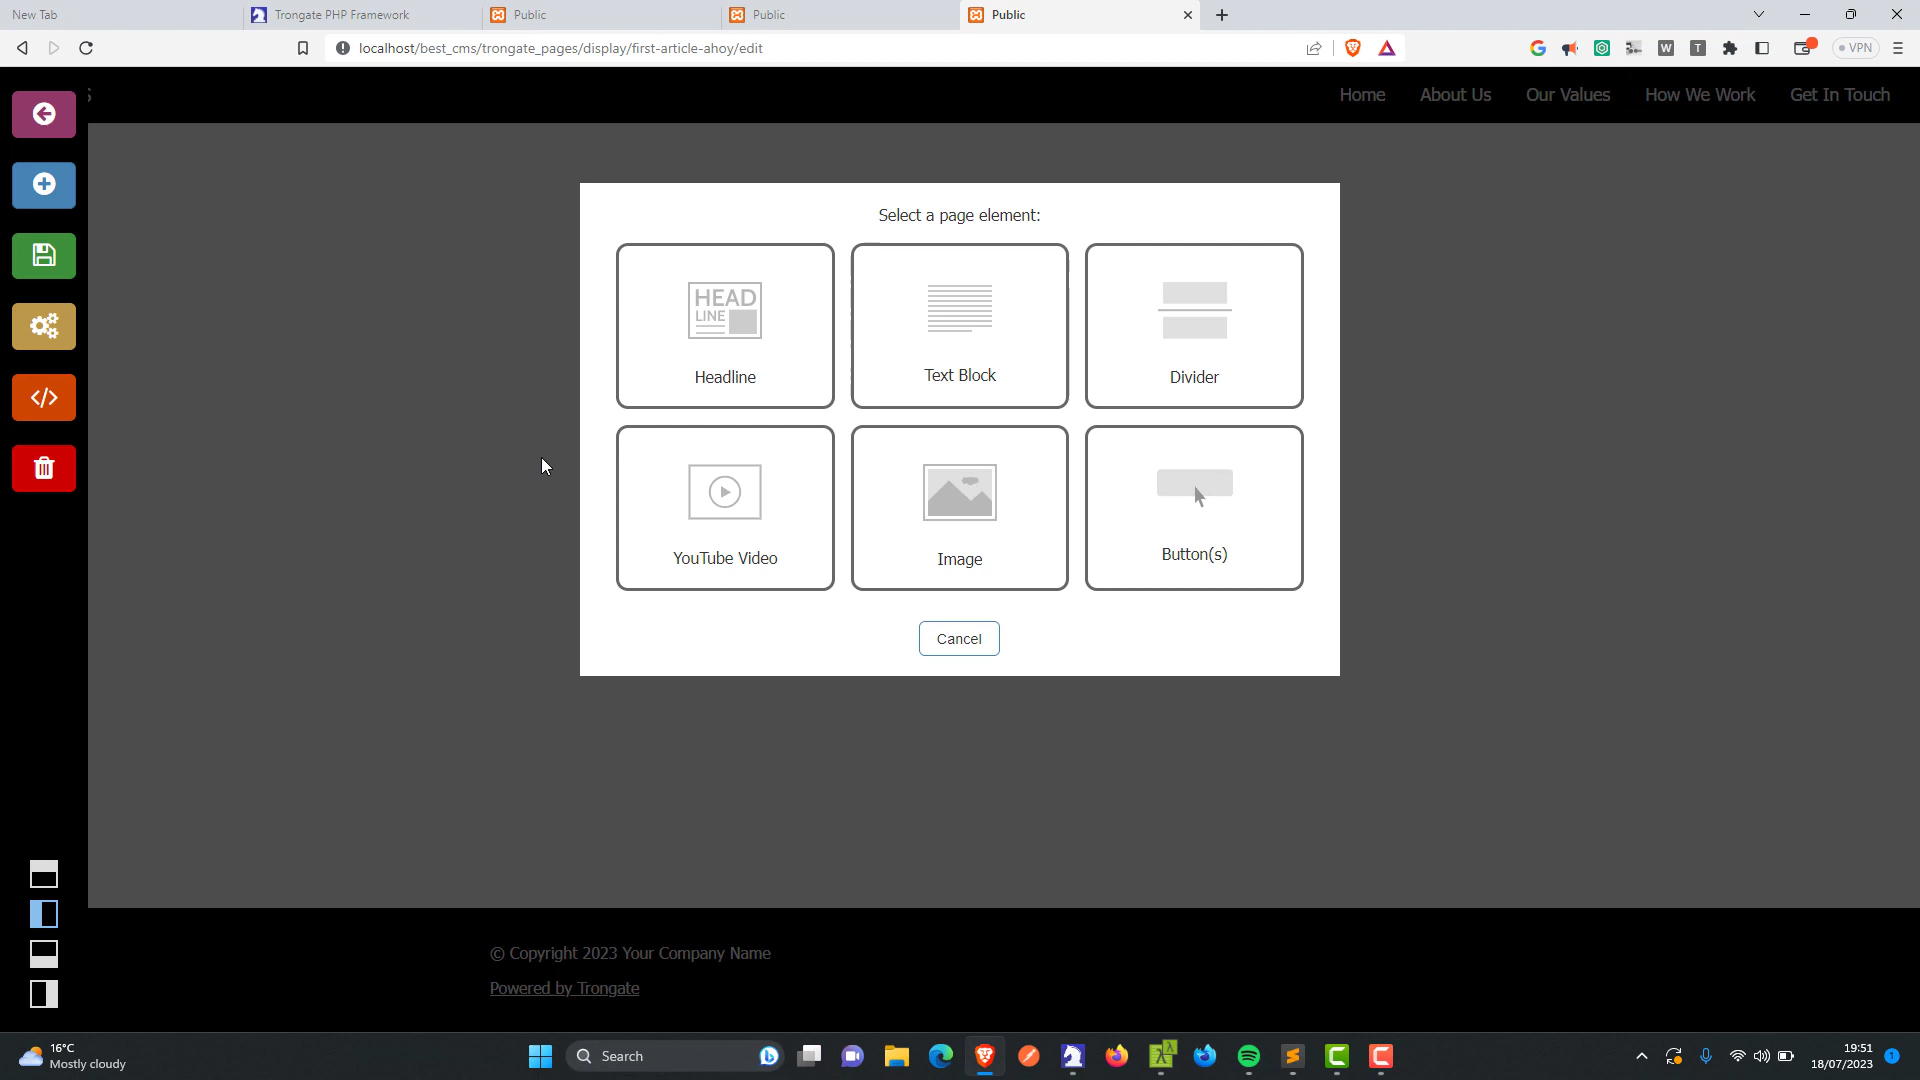 New Tab
Trongate PHP Framework
Public
Public
Public
localhost/best_cms/trongate_pages/display/first-article-ahoy/edit
W
T
VPN
Home
About Us
Our Values
How We Work
Get In Touch
Select a page element:
HEAD
LINE
Headline
Text Block
Divider
YouTube Video
Image
Button(s)
Cancel
© Copyright 2023 Your Company Name
Powered by Trongate
16°C
Mostly cloudy
Search
19:51
18/07/2023
1